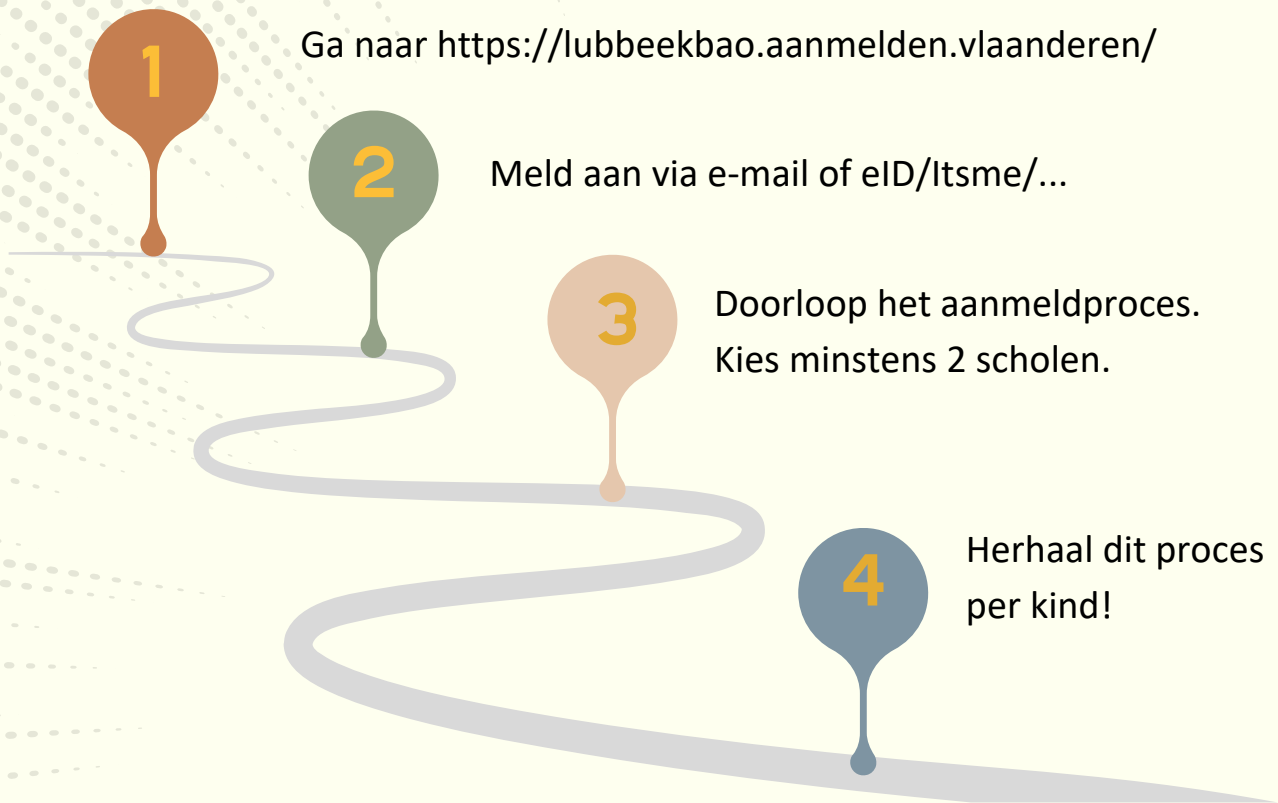 1
Ga naar https://lubbeekbao.aanmelden.vlaanderen/
2
Meld aan via e-mail of eID/Itsme/...
3
Doorloop het aanmeldproces.
Kies minstens 2 scholen.
4
Herhaal dit proces
per kind!